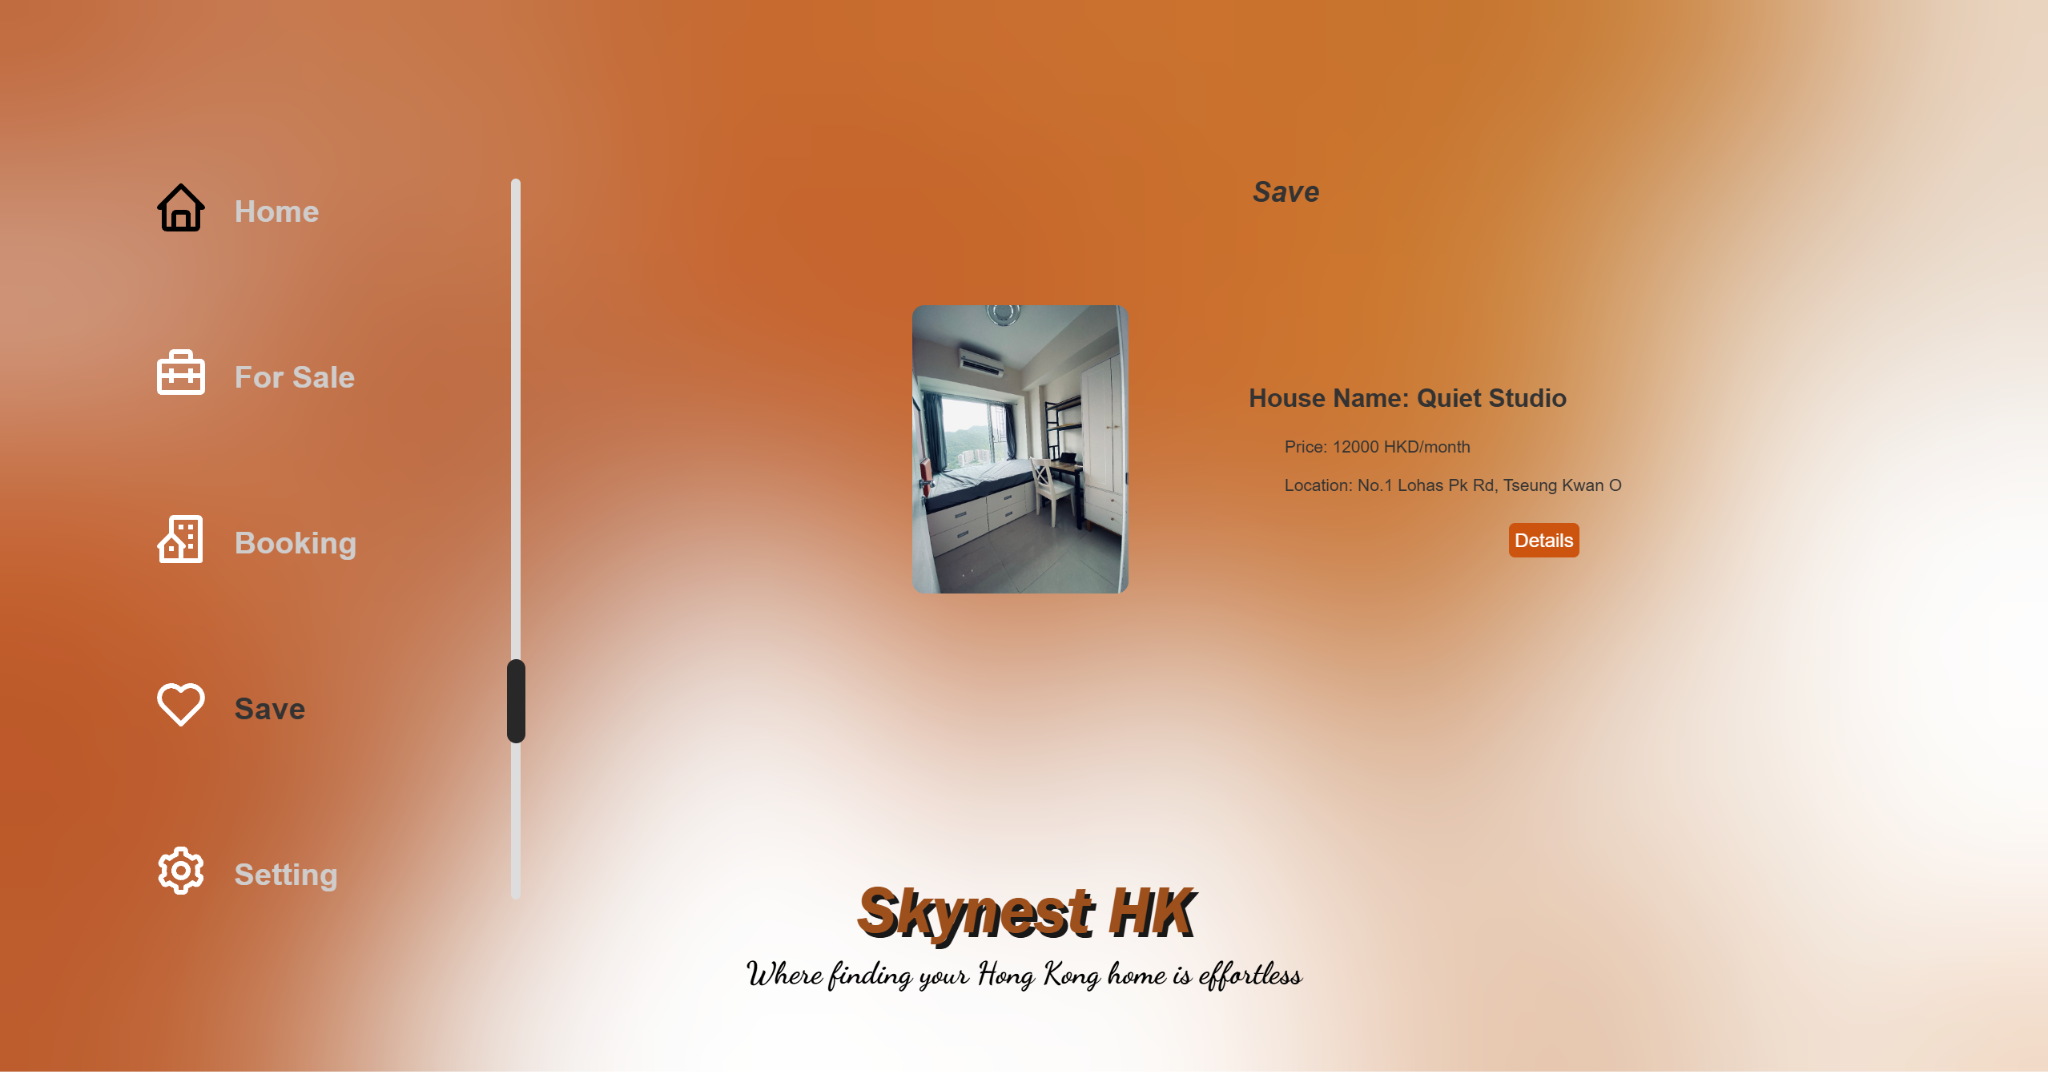 Home
For Sale
Booking
Save
Setting
Save
House Name: Quiet Studio
Price: 12000 HKD/month
Location: No.1 Lohas Pk Rd, Tseung Kwan O
Details
Skynest HK
Where finding your Hong Kong home is effortless